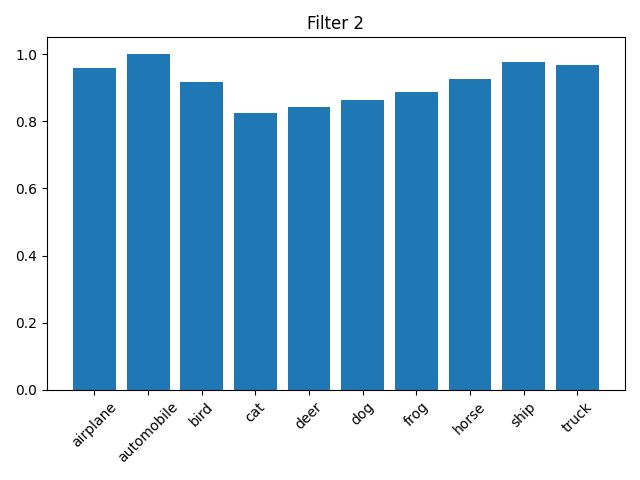 Filter 2
1.0
0.8
0.6
0.4
0.2
0.0
airplane
automobile
bird
cat
deer
dog
frog
horse
ship
truck